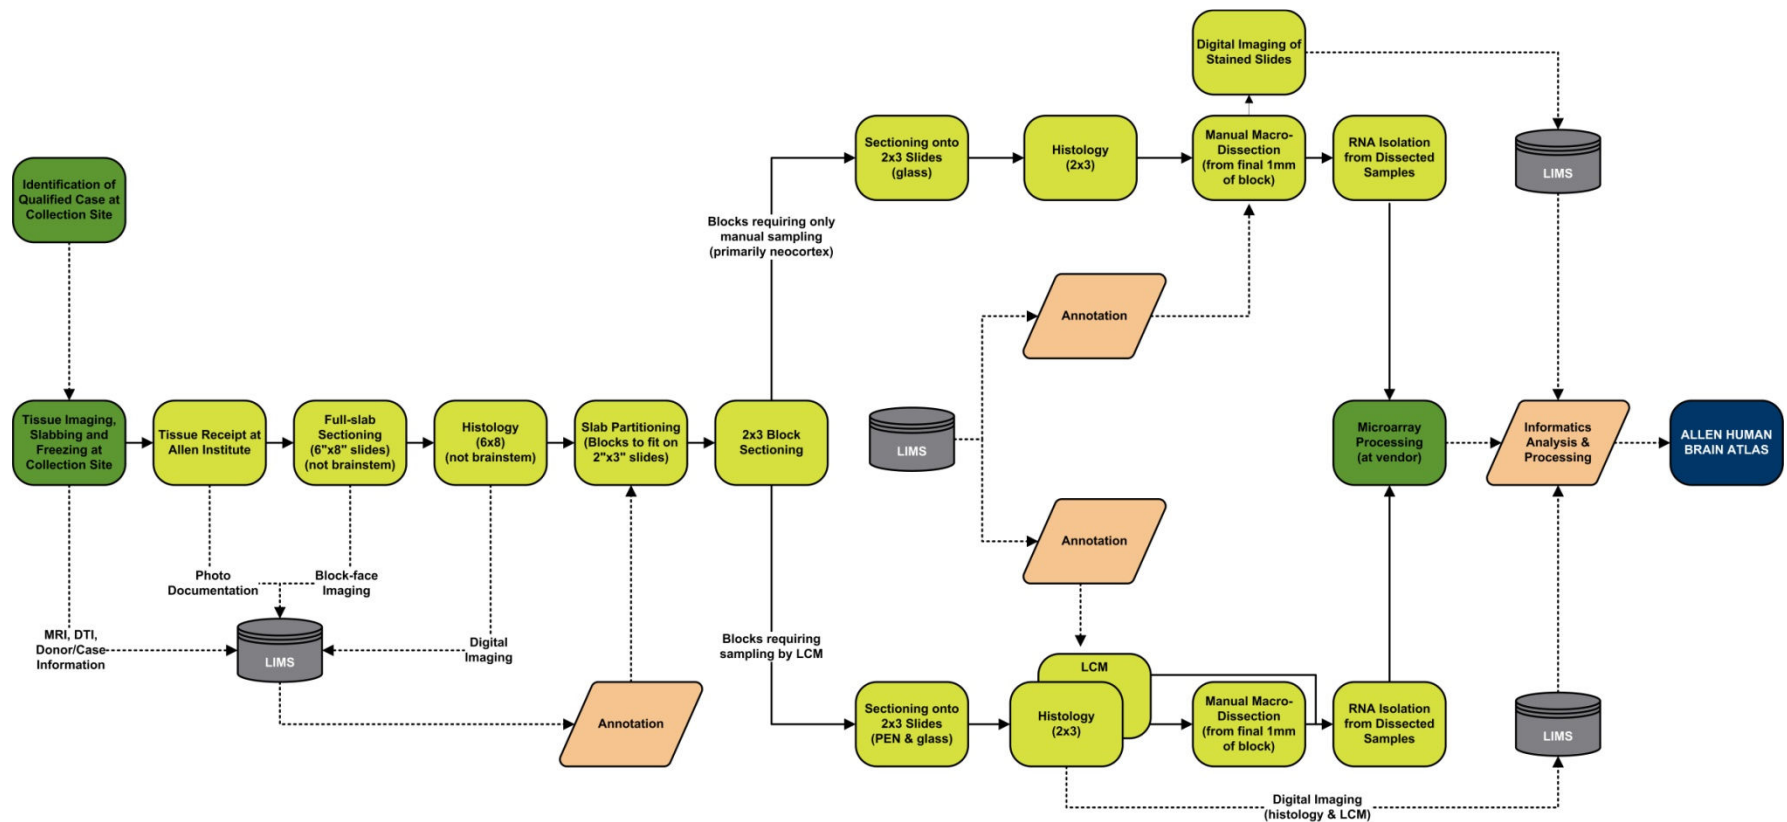 Digital Imaging of
Stained Slides
Identification of
Qualified Case at
Collection Site
Sectioning onto
2x3 Slides
(glass)
Histology
(2x3)
Manual Macro-
Dissection
(from final 1mm
of block)
RNA Isolation
from Dissected
Samples
LIMS
Blocks requiring only
manual sampling
(primarily neocortex)
Annotation
Tissue Imaging,
Slabbing and
Freezing at
Collection Site
Tissue Receipt at
Allen Institute
Full-slab
Sectioning
(6"x8" slides)
(not brainstem)
Histology
(6x8)
(not brainstem)
Slab Partitioning
(Blocks to fit on
2"x3" slides)
2x3 Block
Sectioning
LIMS
Microarray
Processing
(at vendor)
Informatics
Analysis &
Processing
ALLEN HUMAN
BRAIN ATLAS
Annotation
Photo
Documentation
Block-face
Imaging
MRI, DTI,
Donor/Case
Information
LIMS
Digital
Imaging
Blocks requiring
sampling by LCM
Annotation
Sectioning onto
2x3 Slides
(PEN & glass)
LCM
Histology
(2x3)
Manual Macro-
Dissection
(from final 1mm
of block)
RNA Isolation
from Dissected
Samples
LIMS
Digital Imaging
(histology & LCM)